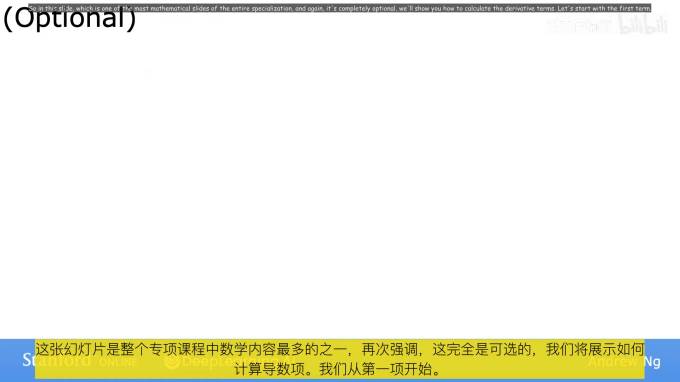 So in this slide, which is one of the most mathematical slides of the entire specialization, and again, it's completely optional, we'll show you how to calculate the derivative terms. Let's start with the first term.
(Optional)
bilibili
这张幻灯片是整个专项课程中数学内容最多的之一，再次强调，这完全是可选的，我们将展示如何
计算导数项。我们从第一项开始。
Stanford ONLINE
Andrew Ng